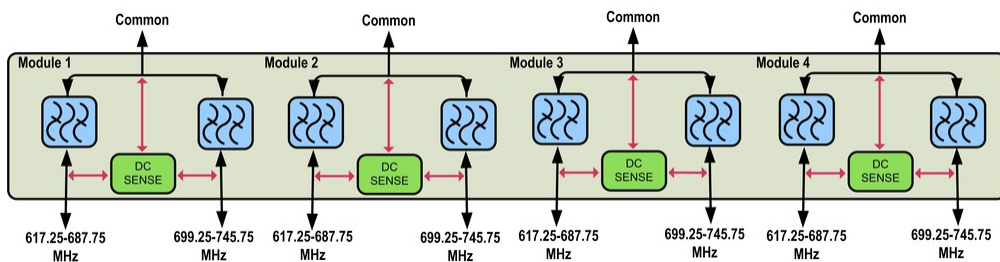 Common Common Common Common
Module 1 Module 2 Module 3 Module 4
DC SENSE DC SENSE DC SENSE DC SENSE
617.25-687.75 MHz 699.25-745.75 MHz 617.25-687.75 MHz 699.25-745.75 MHz 617.25-687.75 MHz 699.25-745.75 MHz 617.25-687.75 MHz 699.25-745.75 MHz